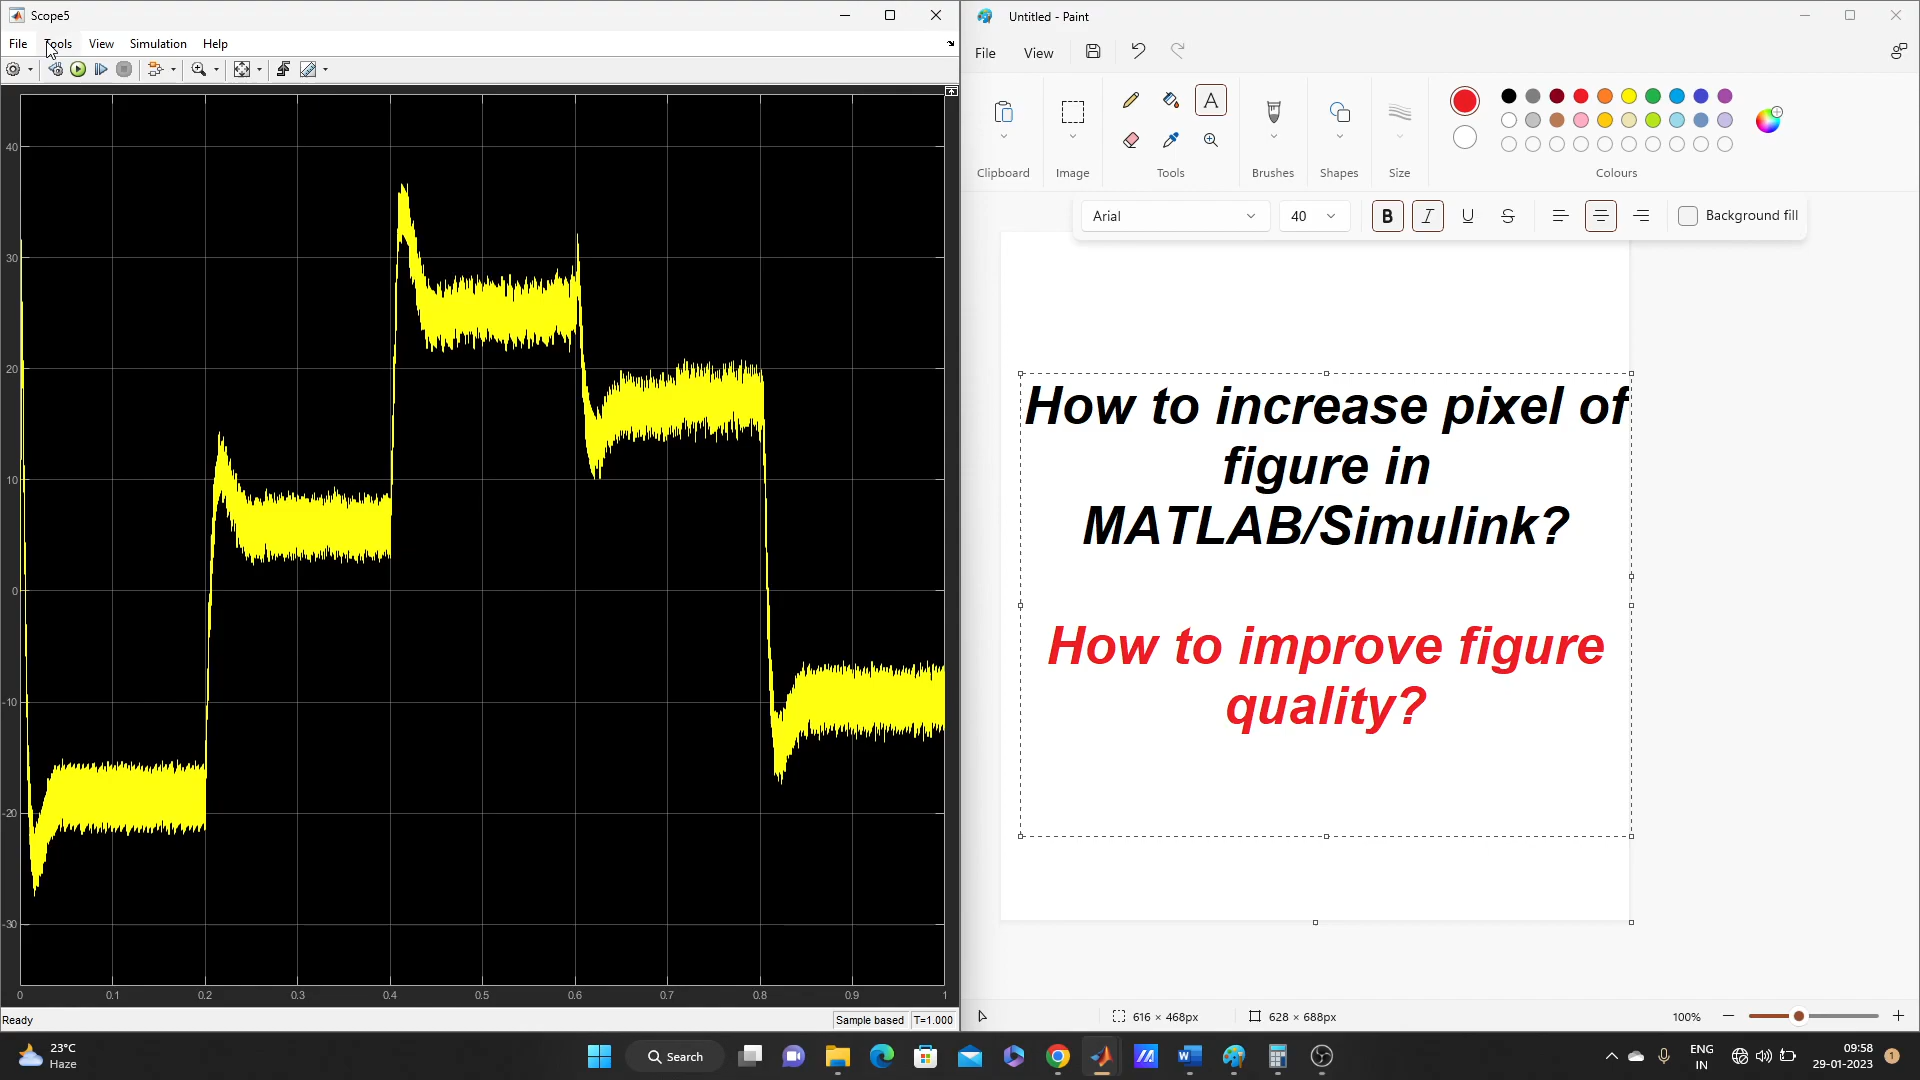 Scope5
File Tools View Simulation Help
40
30
20
10
0
-10
-20
-30
0 0.1 0.2 0.3 0.4 0.5 0.6 0.7 0.8 0.9 1
Ready
Sample based T=1.000
Untitled - Paint
File View
Clipboard Image Tools Brushes Shapes Size Colours
Arial 40 B I U S Background fill
How to increase pixel of
figure in
MATLAB/Simulink?
How to improve figure
quality?
616 × 468px 628 × 688px 100%
23°C
Haze
Search
ENG
IN
09:58
29-01-2023
1